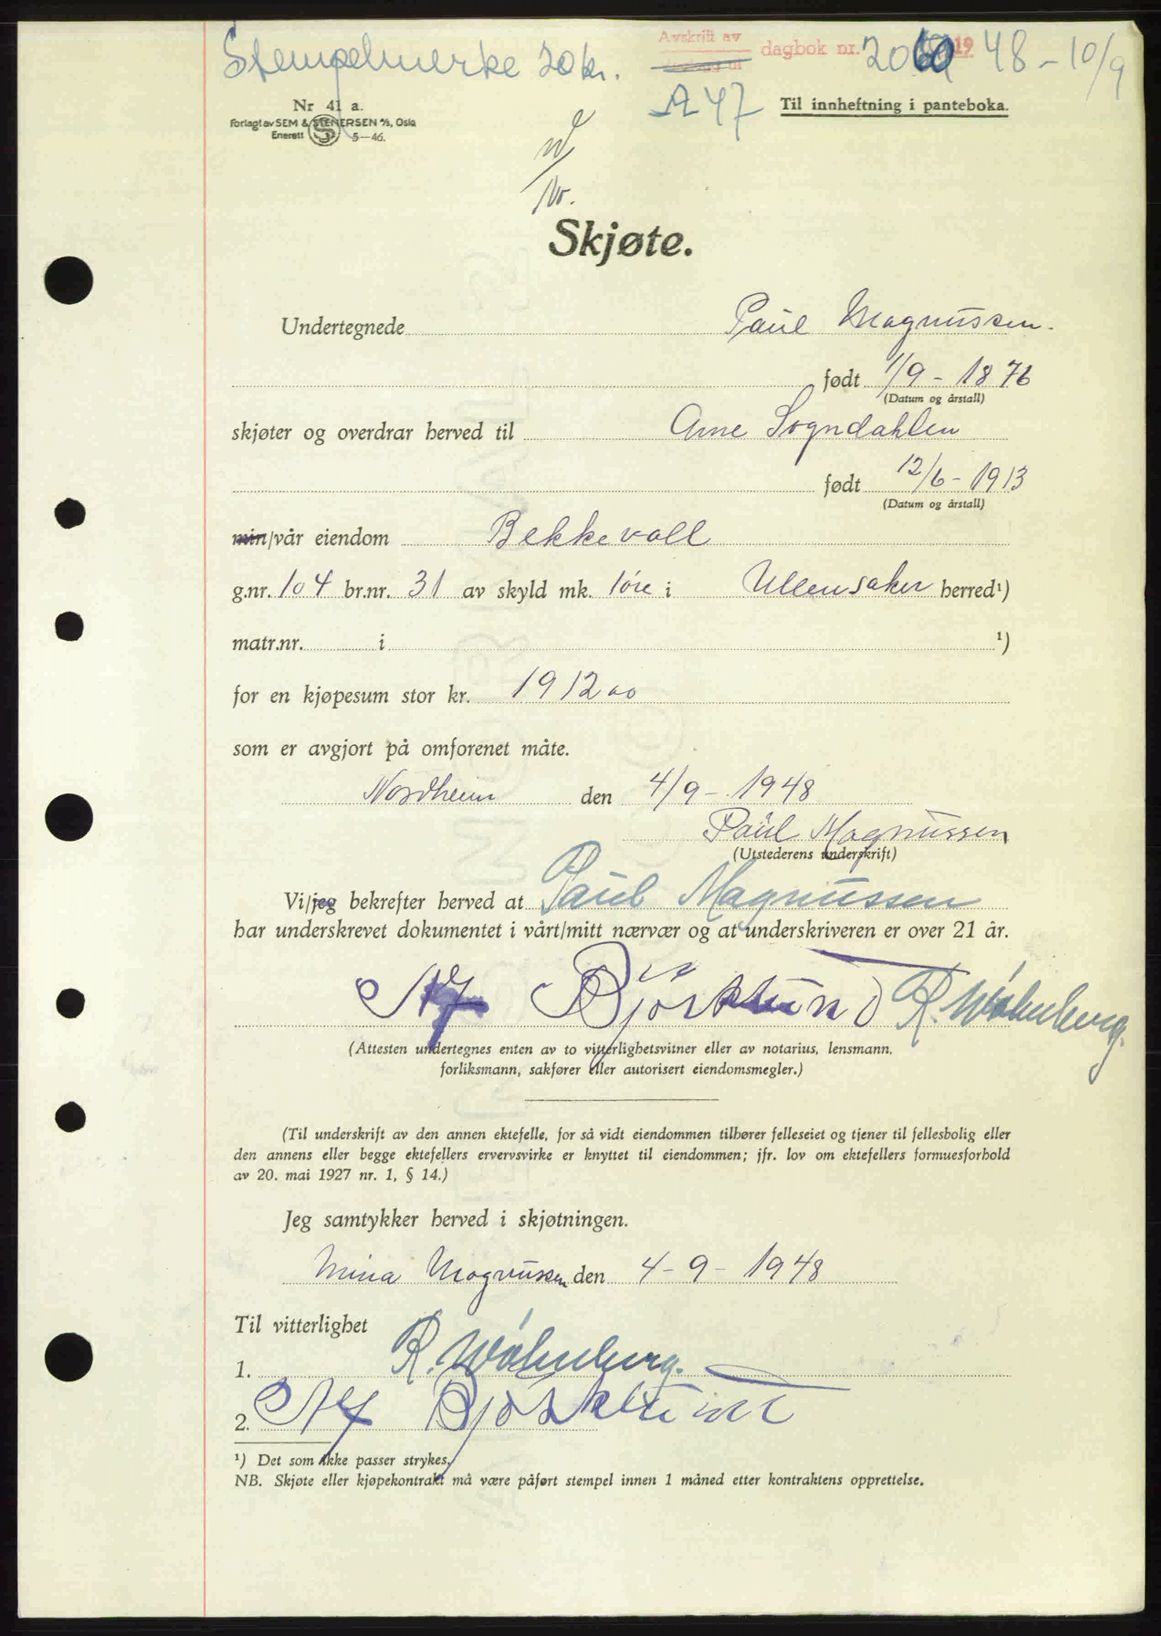 Stempelmerke 20 kr.
Avskrift av dagbok nr. 1948 - 10/9
A 47
Nr 41 a.
Til innheftning i panteboka.
Forlagt av SEM & STENERSEN A/S, Oslo
Enerett 5—46.
Skjøte.
Undertegnede Paul Magnussen.
født 1/9 - 1876
(Datum og årstall)
skjøter og overdrar herved til Arne Sogndahlen
født 12/6 - 1913
(Datum og årstall)
min/vår eiendom Bekkevoll
g.nr. 104 br.nr. 31 av skyld mk. 1 øre i Ullensaker herred¹)
matr.nr. i ¹)
for en kjøpesum stor kr. 1912 00
som er avgjort på omforenet måte.
Nordheim den 4/9 - 1948
Paul Magnussen
(Utstederens underskrift)
Vi/jeg bekrefter herved at Paul Magnussen
har underskrevet dokumentet i vårt/mitt nærvær og at underskriveren er over 21 år.
Alf Björklund R.
(Attesten undertegnes enten av to vitterlighetsvitner eller av notarius, lensmann,
forliksmann, sakfører eller autorisert eiendomsmegler.)
(Til underskrift av den annen ektefelle, for så vidt eiendommen tilhører felleseiet og tjener til fellesbolig eller
den annens eller begge ektefellers ervervsvirke er knyttet til eiendommen; jfr. lov om ektefellers formuesforhold
av 20. mai 1927 nr. 1, § 14.)
Jeg samtykker herved i skjøtningen.
Mina Magnussen den 4 - 9 - 1948
Til vitterlighet
1. R.
2. Alf Björklund
¹) Det som ikke passer strykes.
NB. Skjøte eller kjøpekontrakt må være påført stempel innen 1 måned etter kontraktens opprettelse.